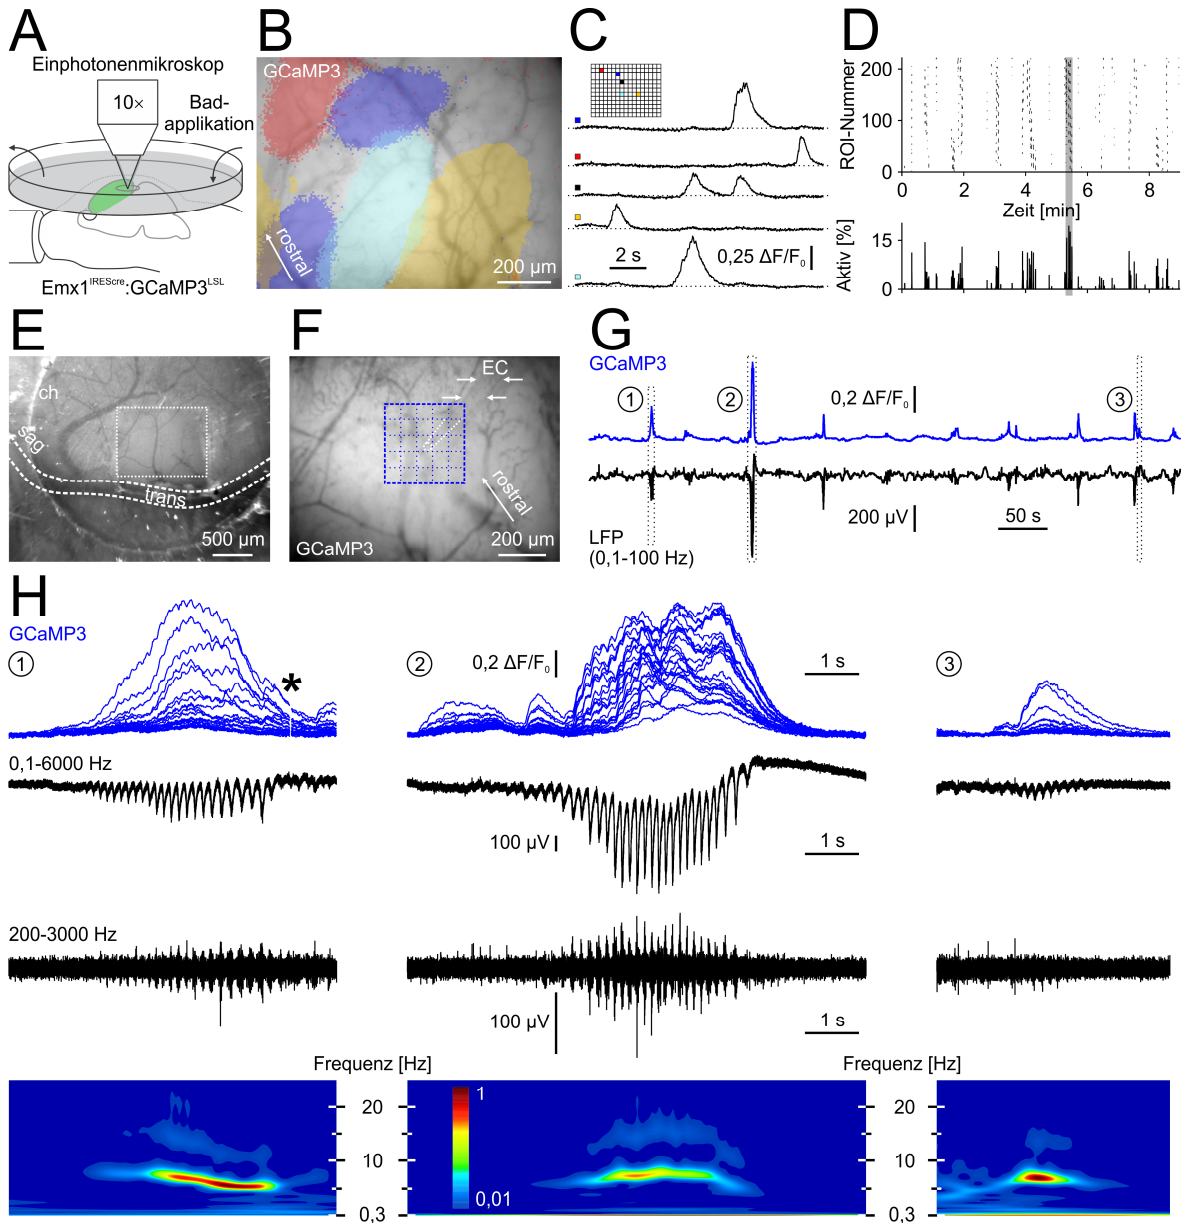 A
Einphotonenmikroskop
10×
Bad-
applikation
Emx1IREScre:GCaMP3LSL
B
GCaMP3
rostral
200 µm
C
2 s
0,25 ΔF/F0
D
ROI-Nummer
200
100
0
0
2
4
6
8
Zeit [min]
Aktiv [%]
15
0
E
ch
sag
trans
500 µm
F
EC
rostral
GCaMP3
200 µm
G
GCaMP3
1
2
3
0,2 ΔF/F0
200 µV
50 s
LFP
(0,1-100 Hz)
H
GCaMP3
1
*
2
0,2 ΔF/F0
1 s
3
0,1-6000 Hz
100 µV
1 s
200-3000 Hz
100 µV
1 s
Frequenz [Hz]
Frequenz [Hz]
20
10
0,3
1
0,01
20
10
0,3